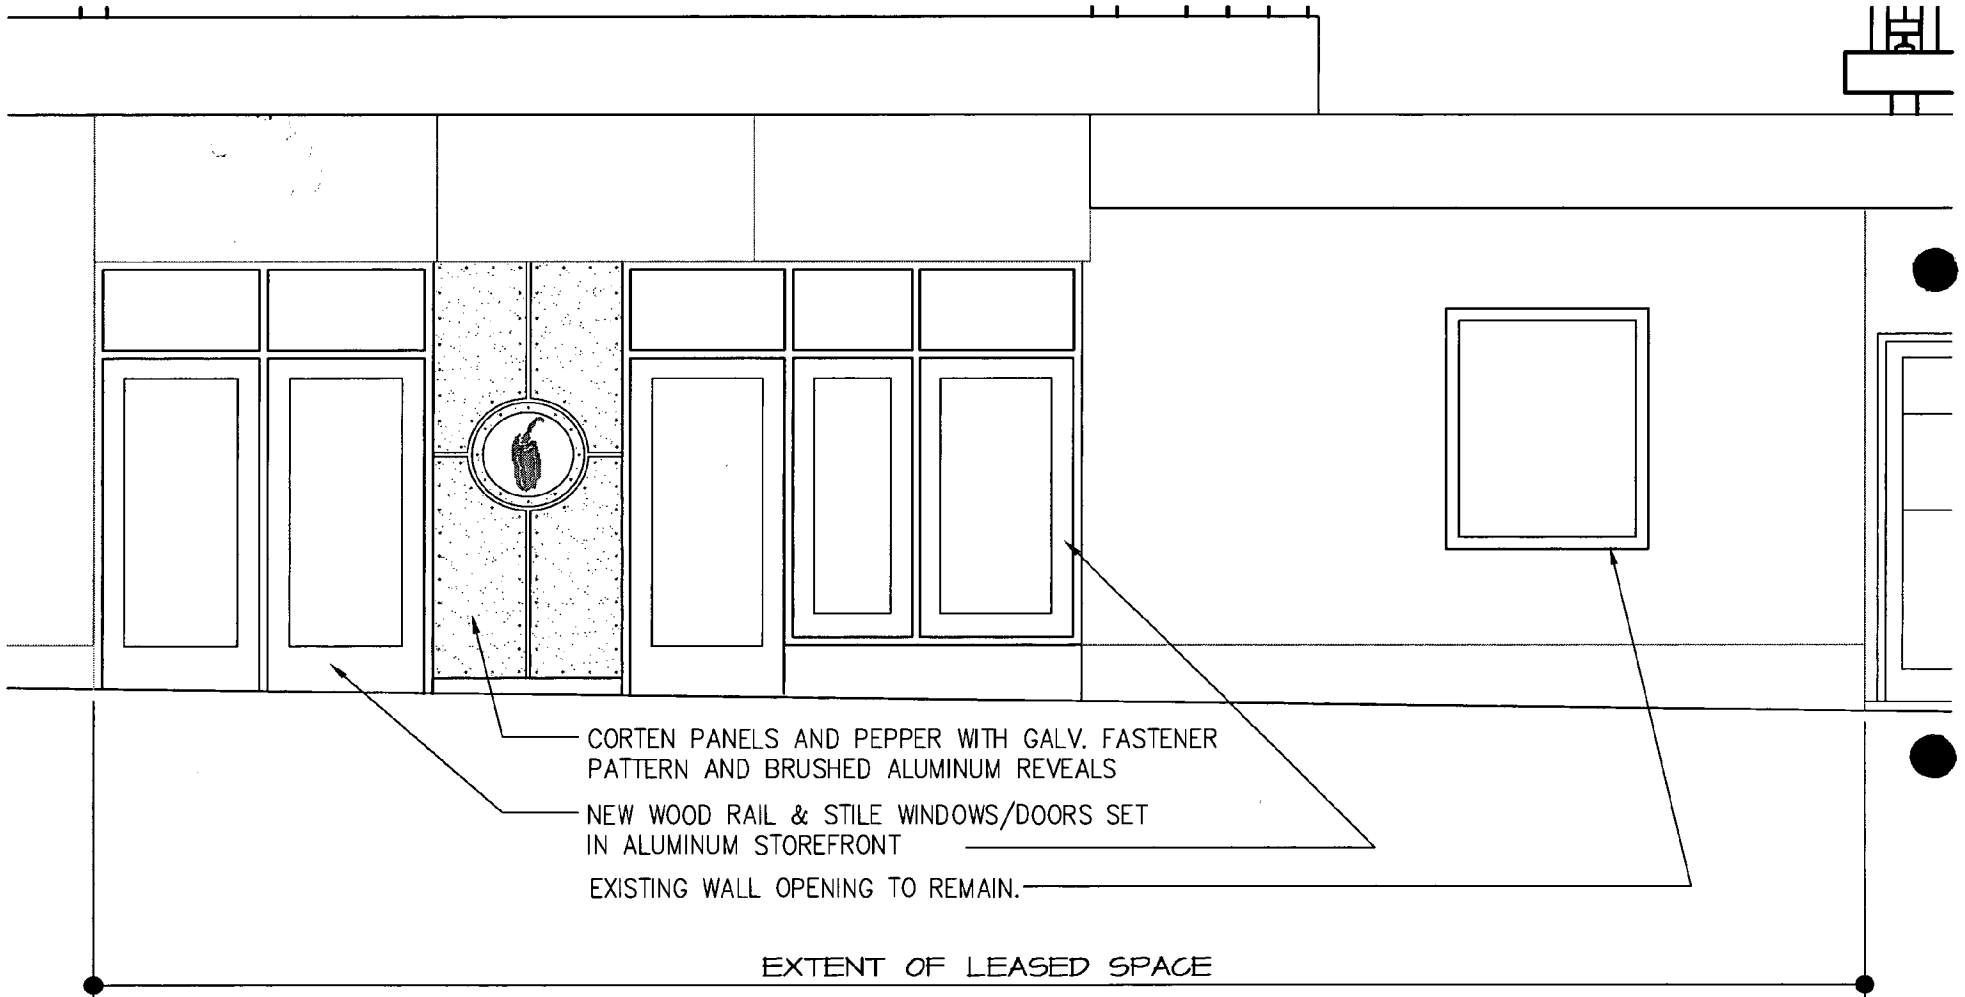 CORTEN PANELS AND PEPPER WITH GALV. FASTENER
PATTERN AND BRUSHED ALUMINUM REVEALS
NEW WOOD RAIL & STILE WINDOWS/DOORS SET
IN ALUMINUM STOREFRONT
EXISTING WALL OPENING TO REMAIN.
EXTENT OF LEASED SPACE